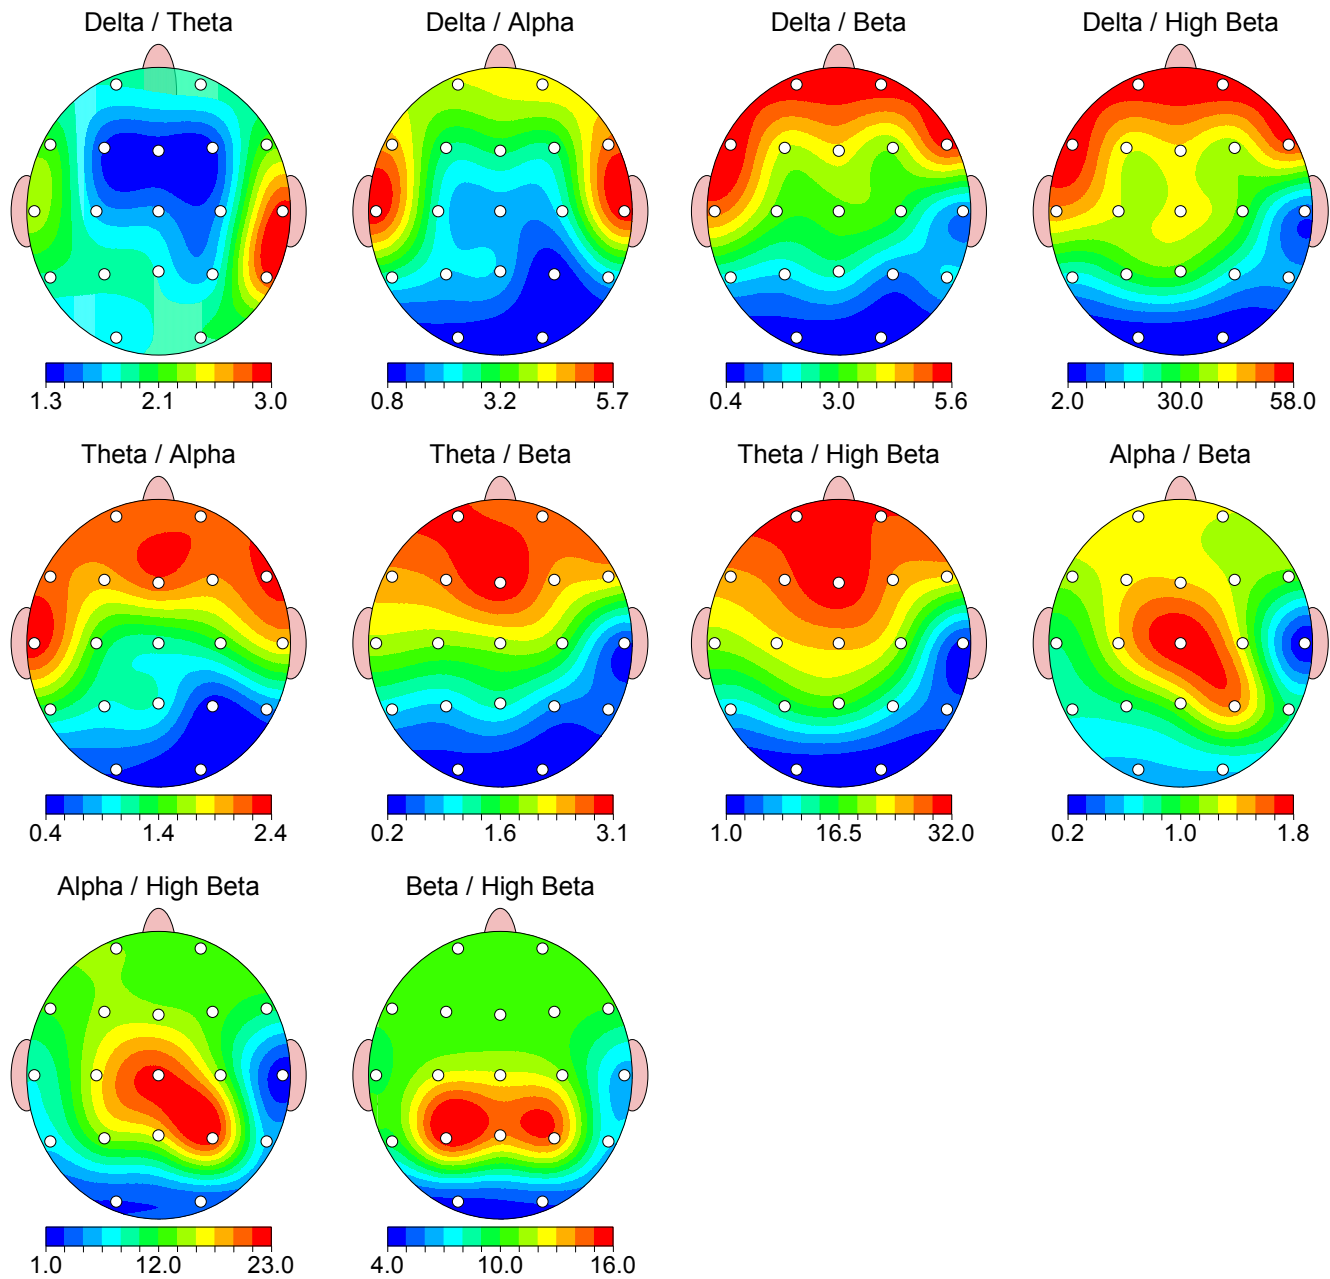 Delta / Theta
Delta / Alpha
Delta / Beta
Delta / High Beta
1.3 2.1 3.0
0.8 3.2 5.7
0.4 3.0 5.6
2.0 30.0 58.0
Theta / Alpha
Theta / Beta
Theta / High Beta
Alpha / Beta
0.4 1.4 2.4
0.2 1.6 3.1
1.0 16.5 32.0
0.2 1.0 1.8
Alpha / High Beta
Beta / High Beta
1.0 12.0 23.0
4.0 10.0 16.0